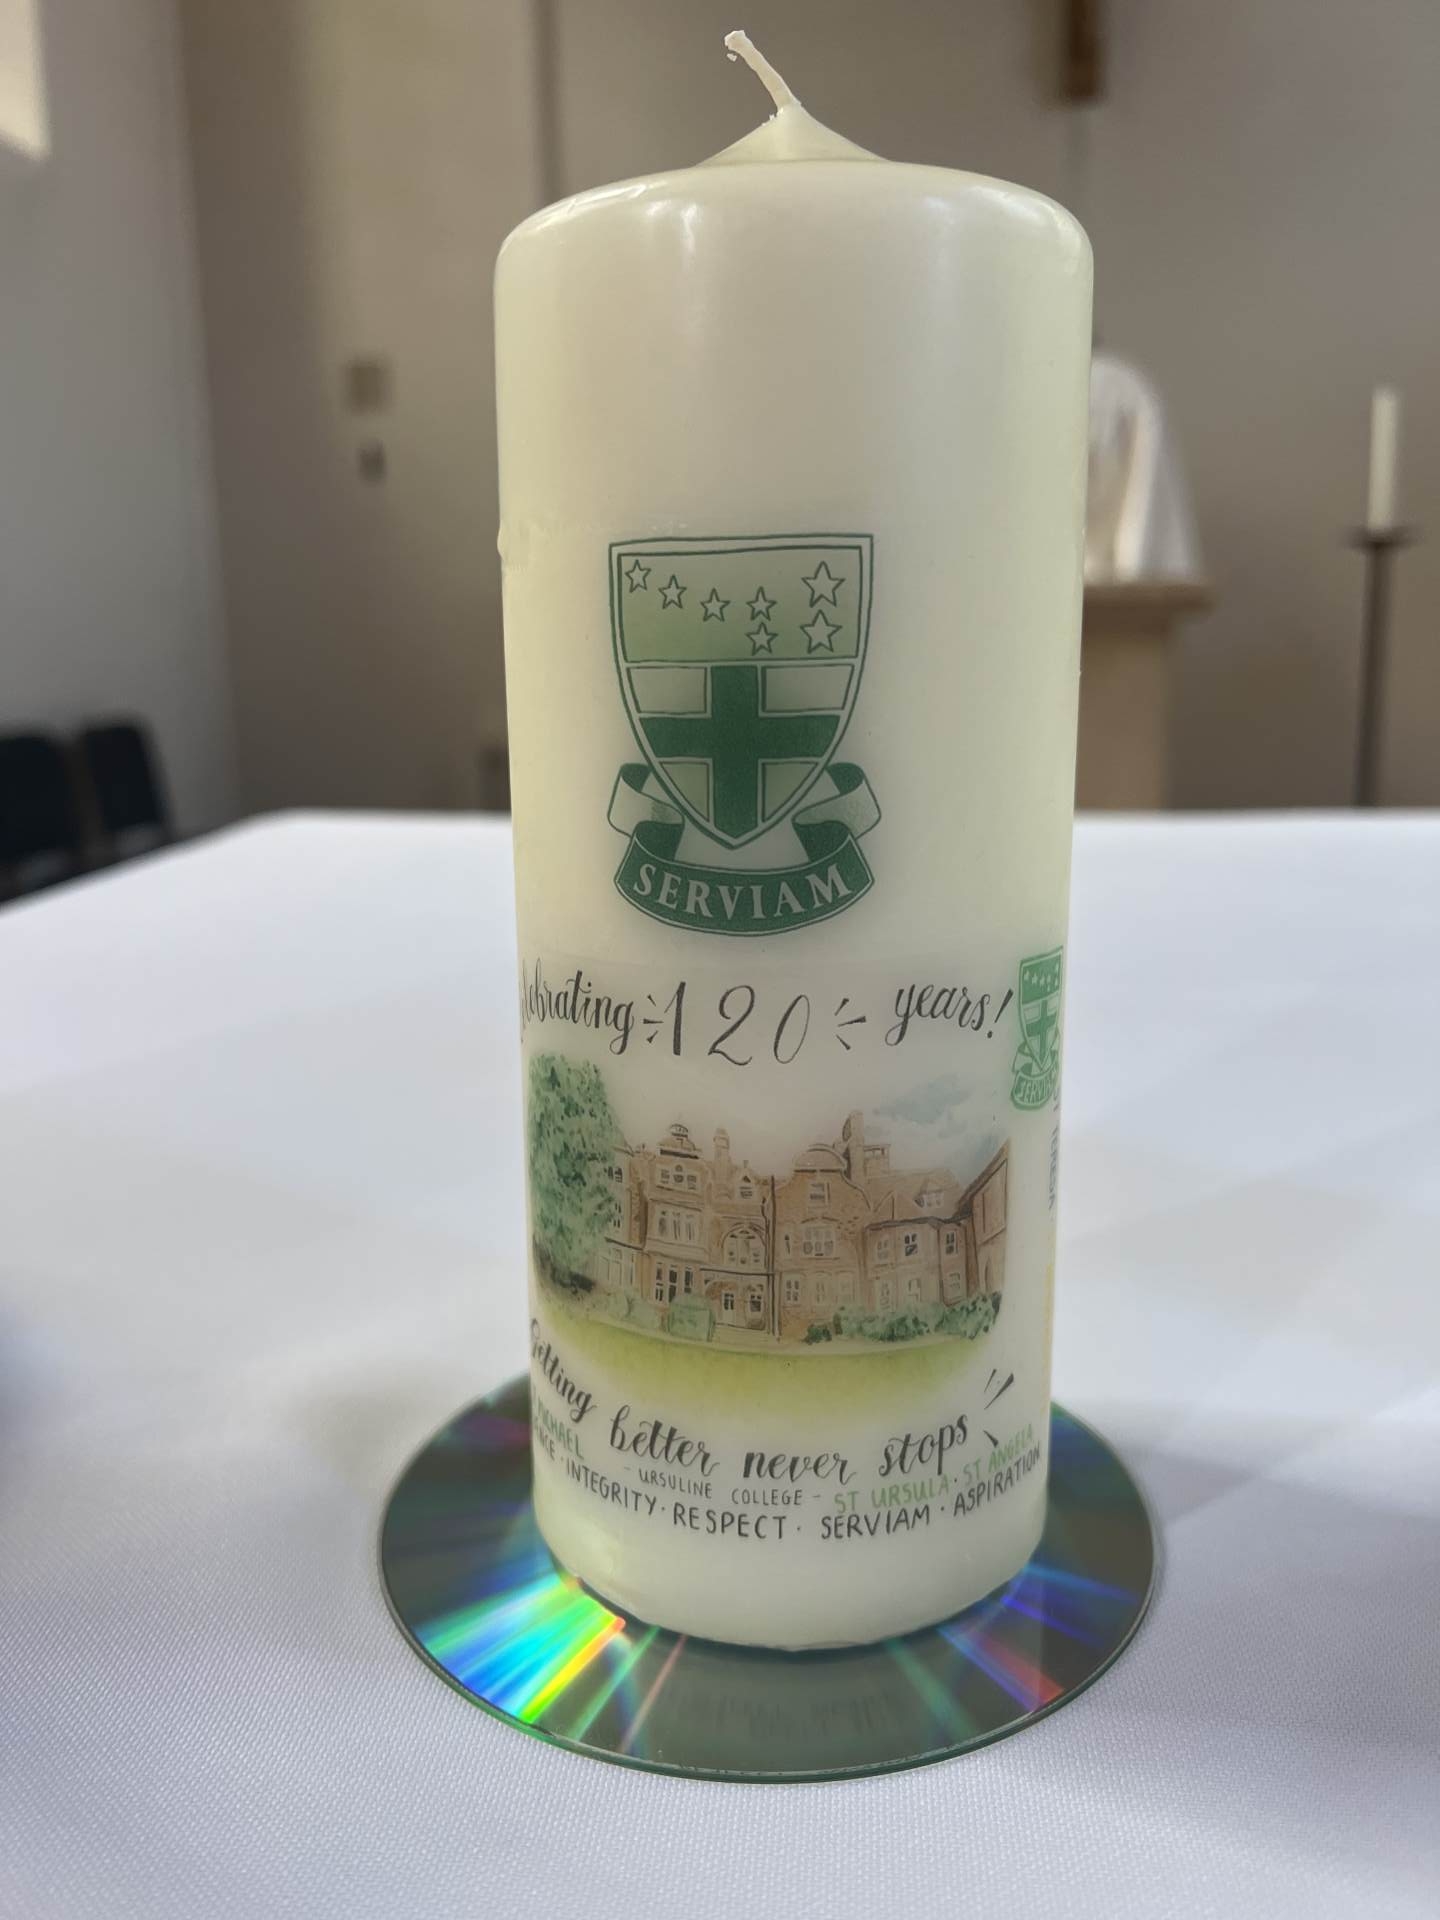 SERVIAM
Celebrating 120 years!
SERVIAM
Getting better never stops
MICHAEL
- URSULINE COLLEGE - ST URSULA · ST ANGELA
· INTEGRITY · RESPECT · SERVIAM · ASPIRATION